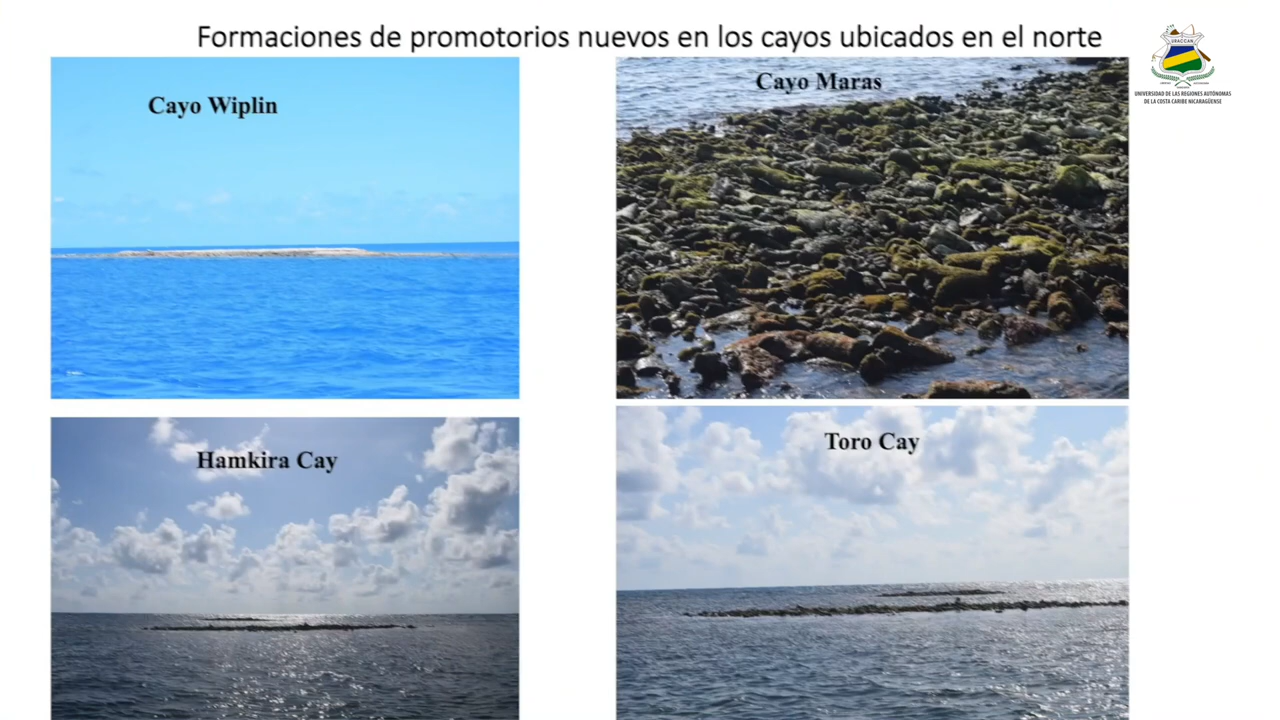 Formaciones de promotorios nuevos en los cayos ubicados en el norte
Cayo Wiplin
Cayo Maras
URACCAN
UNIVERSIDAD DE LAS REGIONES AUTÓNOMAS
DE LA COSTA CARIBE NICARAGÜENSE
Hamkira Cay
Toro Cay